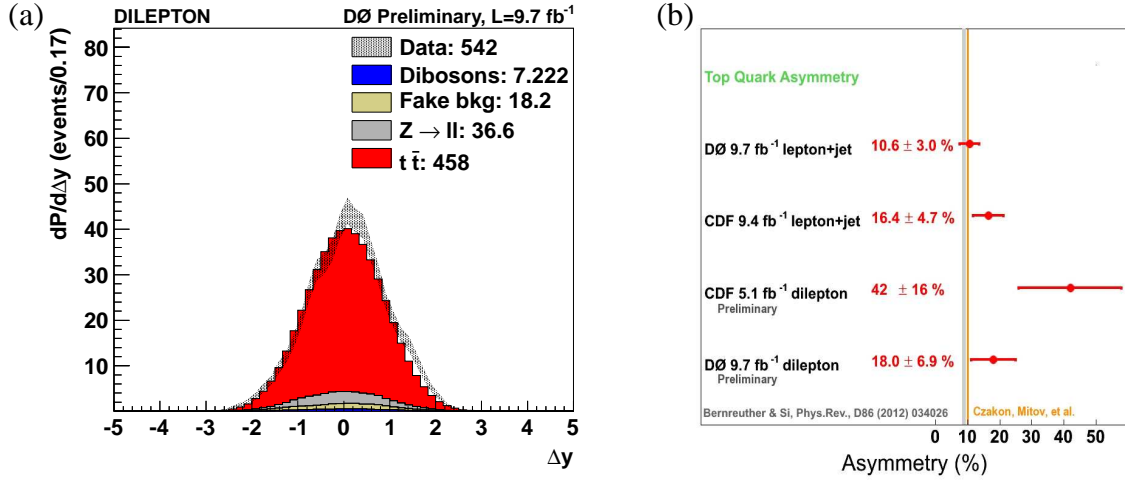 (a)
DILEPTON DØ Preliminary, L=9.7 fb⁻¹
dP/dΔy (events/0.17)
80
70
60
50
40
30
20
10
Data: 542
Dibosons: 7.222
Fake bkg: 18.2
Z → ll: 36.6
t t̄: 458
-5 -4 -3 -2 -1 0 1 2 3 4 5
Δy
(b)
Top Quark Asymmetry
DØ 9.7 fb⁻¹ lepton+jet 10.6 ± 3.0 %
CDF 9.4 fb⁻¹ lepton+jet 16.4 ± 4.7 %
CDF 5.1 fb⁻¹ dilepton 42 ± 16 %
Preliminary
DØ 9.7 fb⁻¹ dilepton 18.0 ± 6.9 %
Preliminary
Bernreuther & Si, Phys.Rev., D86 (2012) 034026 Czakon, Mitov, et al.
0 10 20 30 40 50
Asymmetry (%)